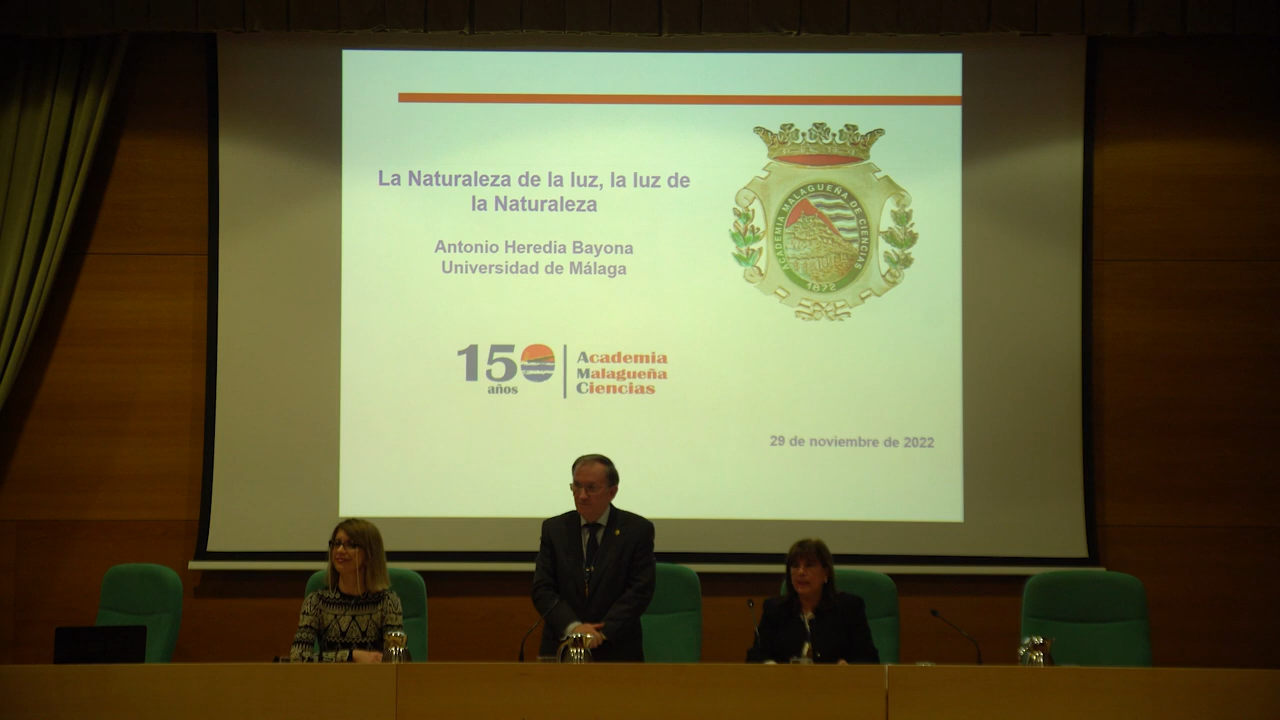 La Naturaleza de la luz, la luz de
la Naturaleza
Antonio Heredia Bayona
Universidad de Málaga
ACADEMIA MALAGUEÑA DE CIENCIAS
1872
150
años
Academia
Malagueña
Ciencias
29 de noviembre de 2022